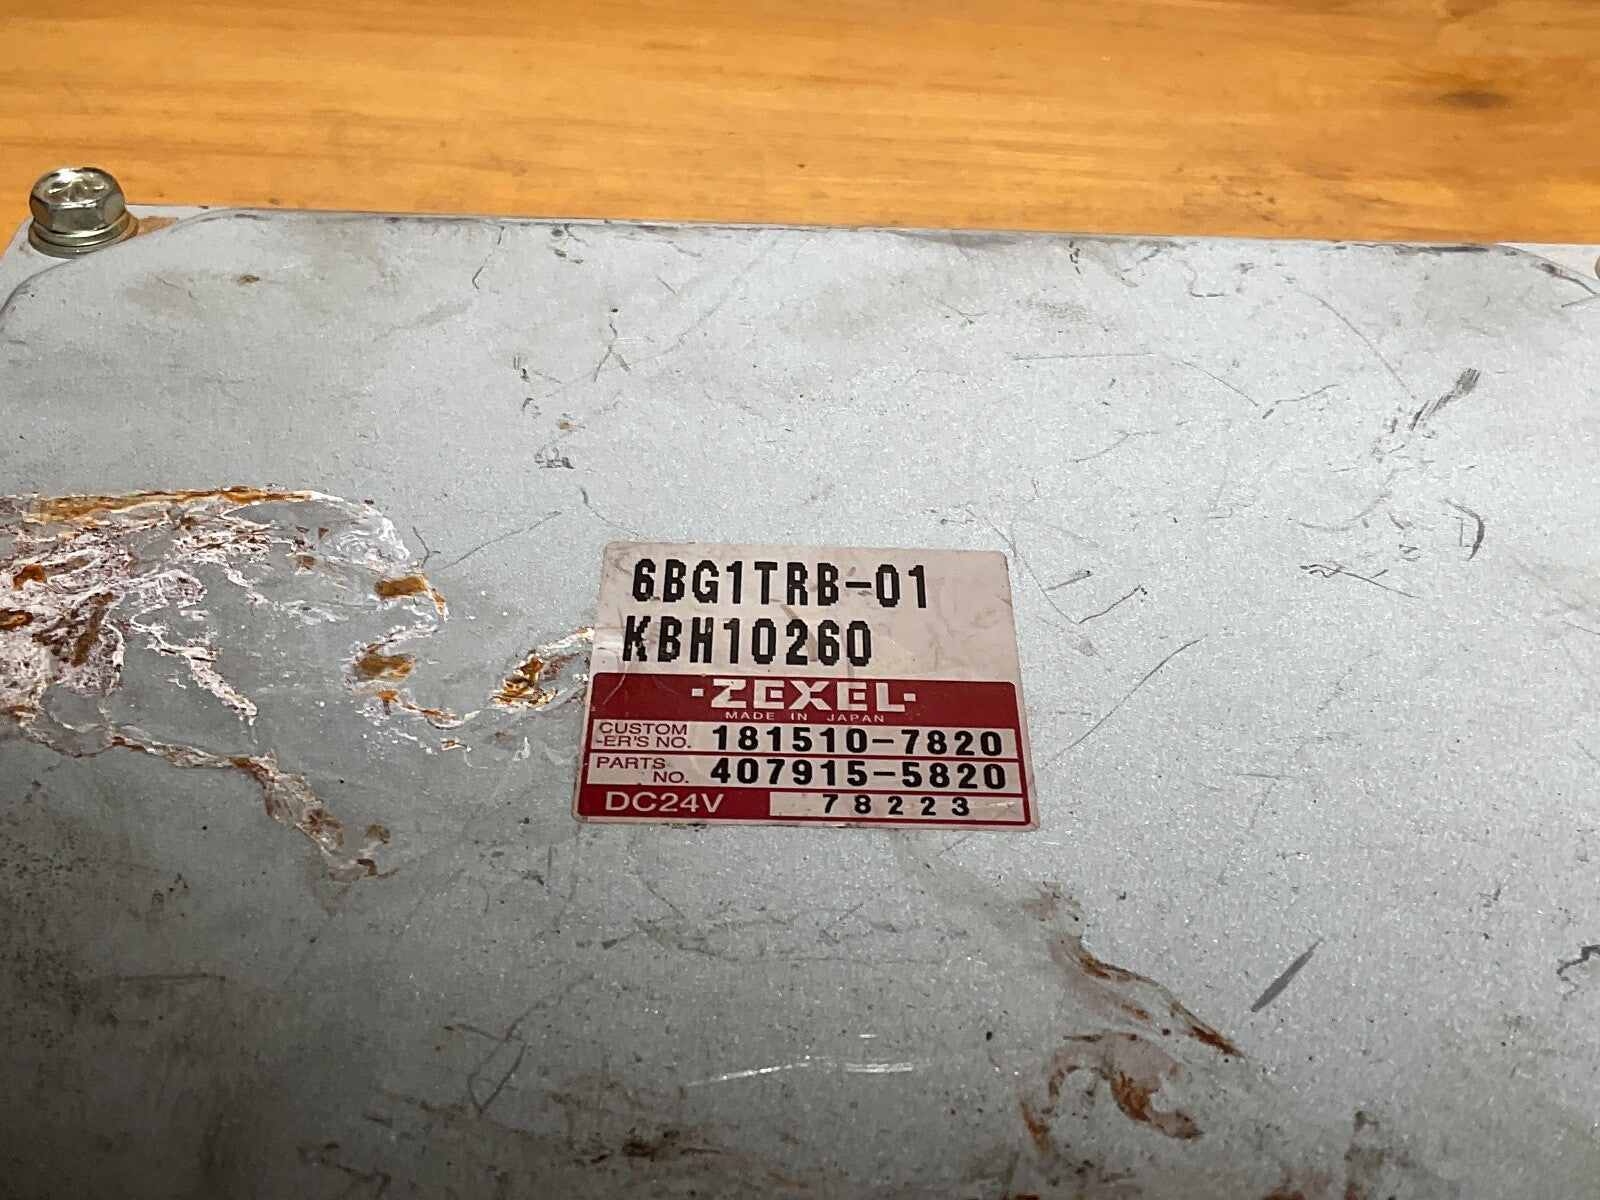 6BG1TRB-01
KBH10260
·ZEXEL·
MADE IN JAPAN
CUSTOM
-ER'S NO. 181510-7820
PARTS
NO. 407915-5820
DC24V 78223